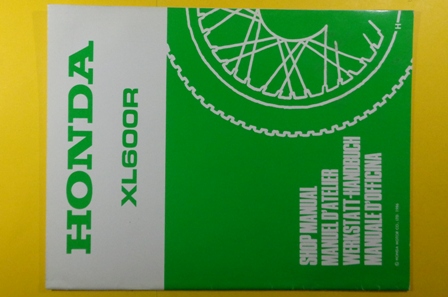 HONDA
XL600R
SHOP MANUAL
MANUEL D'ATELIER
WERKSTATT-HANDBUCH
MANUALE D'OFFICINA